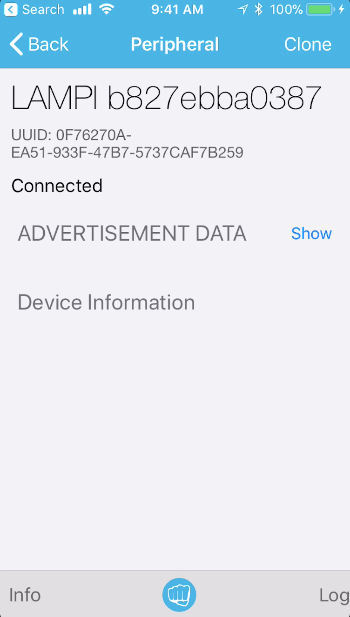 Search 9:41 AM 100%
Back Peripheral Clone
LAMPI b827ebba0387
UUID: 0F76270A-
EA51-933F-47B7-5737CAF7B259
Connected
ADVERTISEMENT DATA Show
Device Information
Info Log